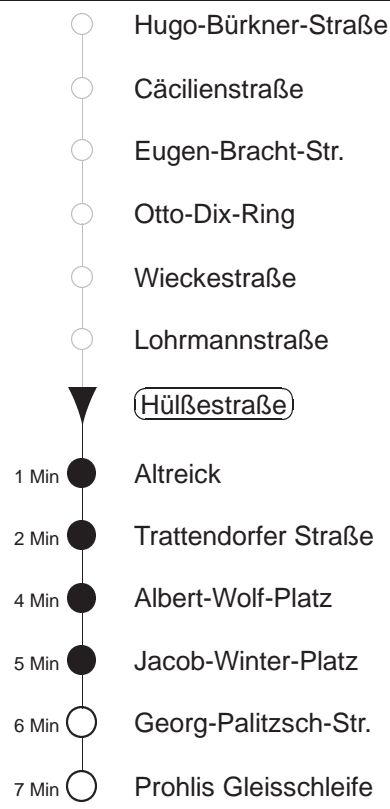 Hugo-Bürkner-Straße
Cäcilienstraße
Eugen-Bracht-Str.
Otto-Dix-Ring
Wieckestraße
Lohrmannstraße
Hülßestraße
1 Min Altreick
2 Min Trattendorfer Straße
4 Min Albert-Wolf-Platz
5 Min Jacob-Winter-Platz
6 Min Georg-Palitzsch-Str.
7 Min Prohlis Gleisschleife